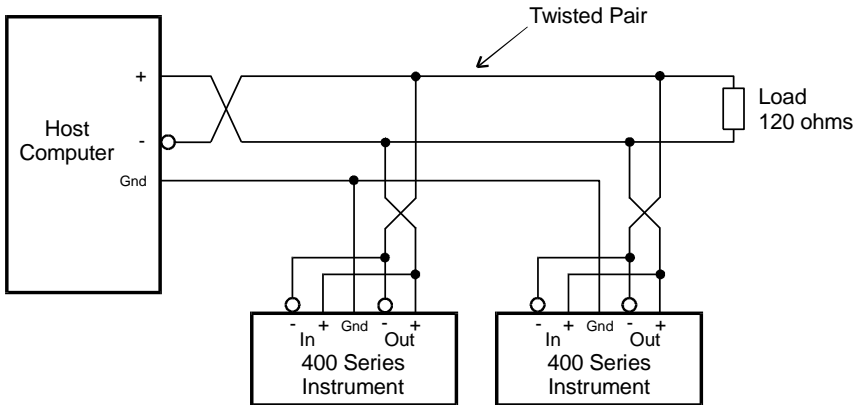 Twisted Pair
+
Host
Computer
-
Gnd
Load
120 ohms
- + Gnd - +
In Out
400 Series
Instrument
- + Gnd - +
In Out
400 Series
Instrument